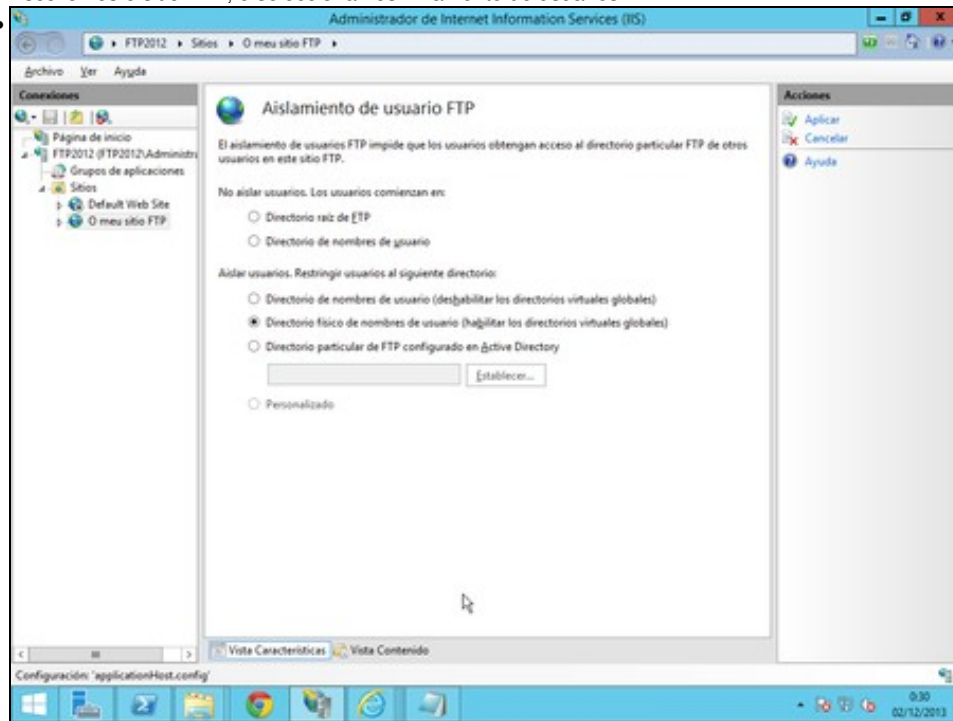 Administrador de Internet Information Services (IIS)
FTP2012 Sitios O meu sitio FTP
Archivo Ver Ayuda
Conexiones
Página de inicio
FTP2012 (FTP2012\Administr
Grupos de aplicaciones
Sitios
Default Web Site
O meu sitio FTP
Aislamiento de usuario FTP
El aislamiento de usuarios FTP impide que los usuarios obtengan acceso al directorio particular FTP de otros
usuarios en este sitio FTP.
No aislar usuarios. Los usuarios comienzan en:
Directorio raíz de FTP
Directorio de nombres de usuario
Aislar usuarios. Restringir usuarios al siguiente directorio:
Directorio de nombres de usuario (deshabilitar los directorios virtuales globales)
Directorio físico de nombres de usuario (habilitar los directorios virtuales globales)
Directorio particular de FTP configurado en Active Directory
Establecer...
Personalizado
Vista Características Vista Contenido
Acciones
Aplicar
Cancelar
Ayuda
Configuración: 'applicationHost.config'
0:30
02/12/2013